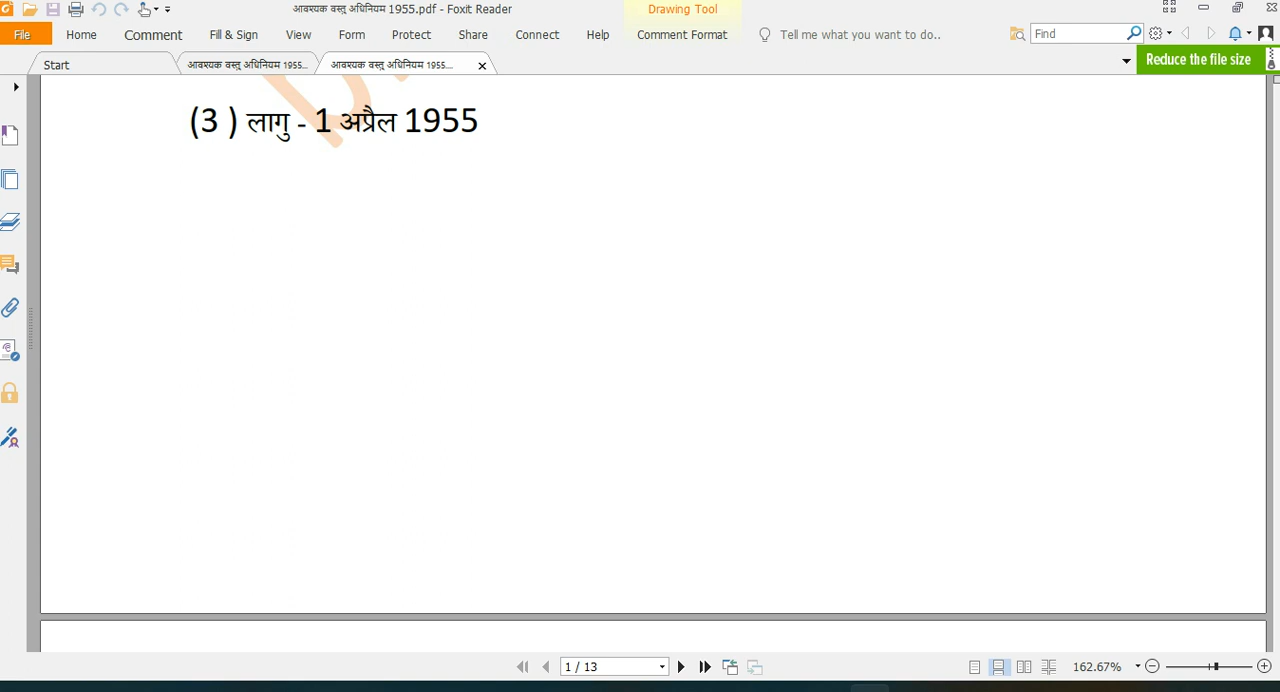 आवश्यक वस्तु अधिनियम 1955.pdf - Foxit Reader
Drawing Tool
File Home Comment Fill & Sign View Form Protect Share Connect Help Comment Format Tell me what you want to do.. Find
Start आवश्यक वस्तु अधिनियम 1955... आवश्यक वस्तु अधिनियम 1955.... Reduce the file size
(3 ) लागु - 1 अप्रैल 1955
1 / 13 162.67%